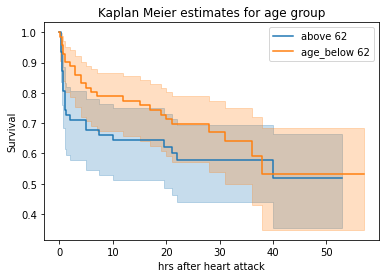 Kaplan Meier estimates for age group
above 62
age_below 62
1.0
0.9
0.8
0.7
0.6
0.5
0.4
Survival
0 10 20 30 40 50
hrs after heart attack